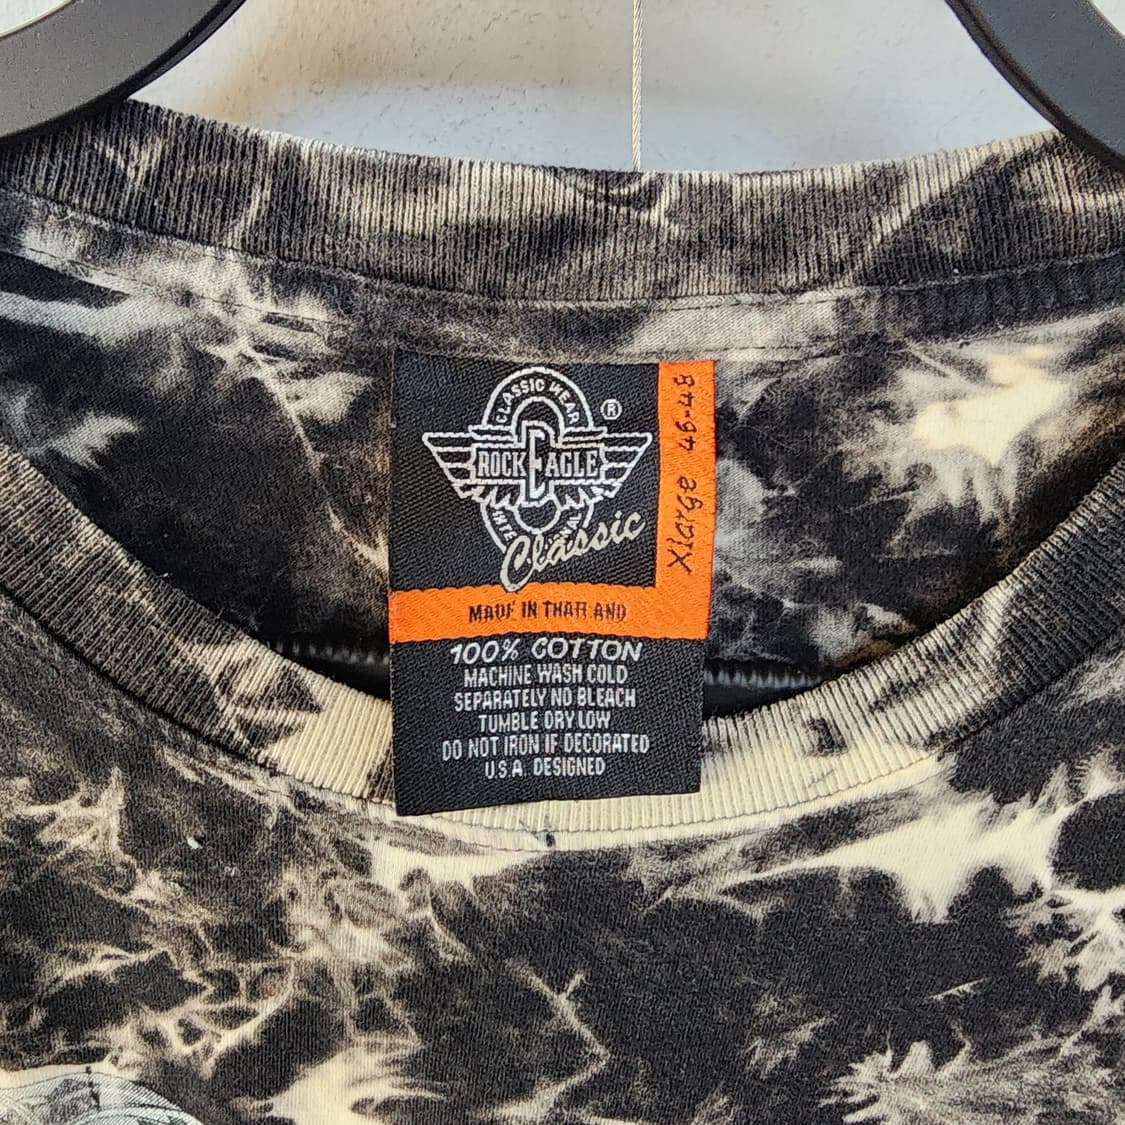 CLASSIC WEAR
®
ROCK EAGLE
Classic
Xlarge 46-48
MADE IN THAILAND
100% COTTON
MACHINE WASH COLD
SEPARATELY NO BLEACH
TUMBLE DRY LOW
DO NOT IRON IF DECORATED
U.S.A. DESIGNED